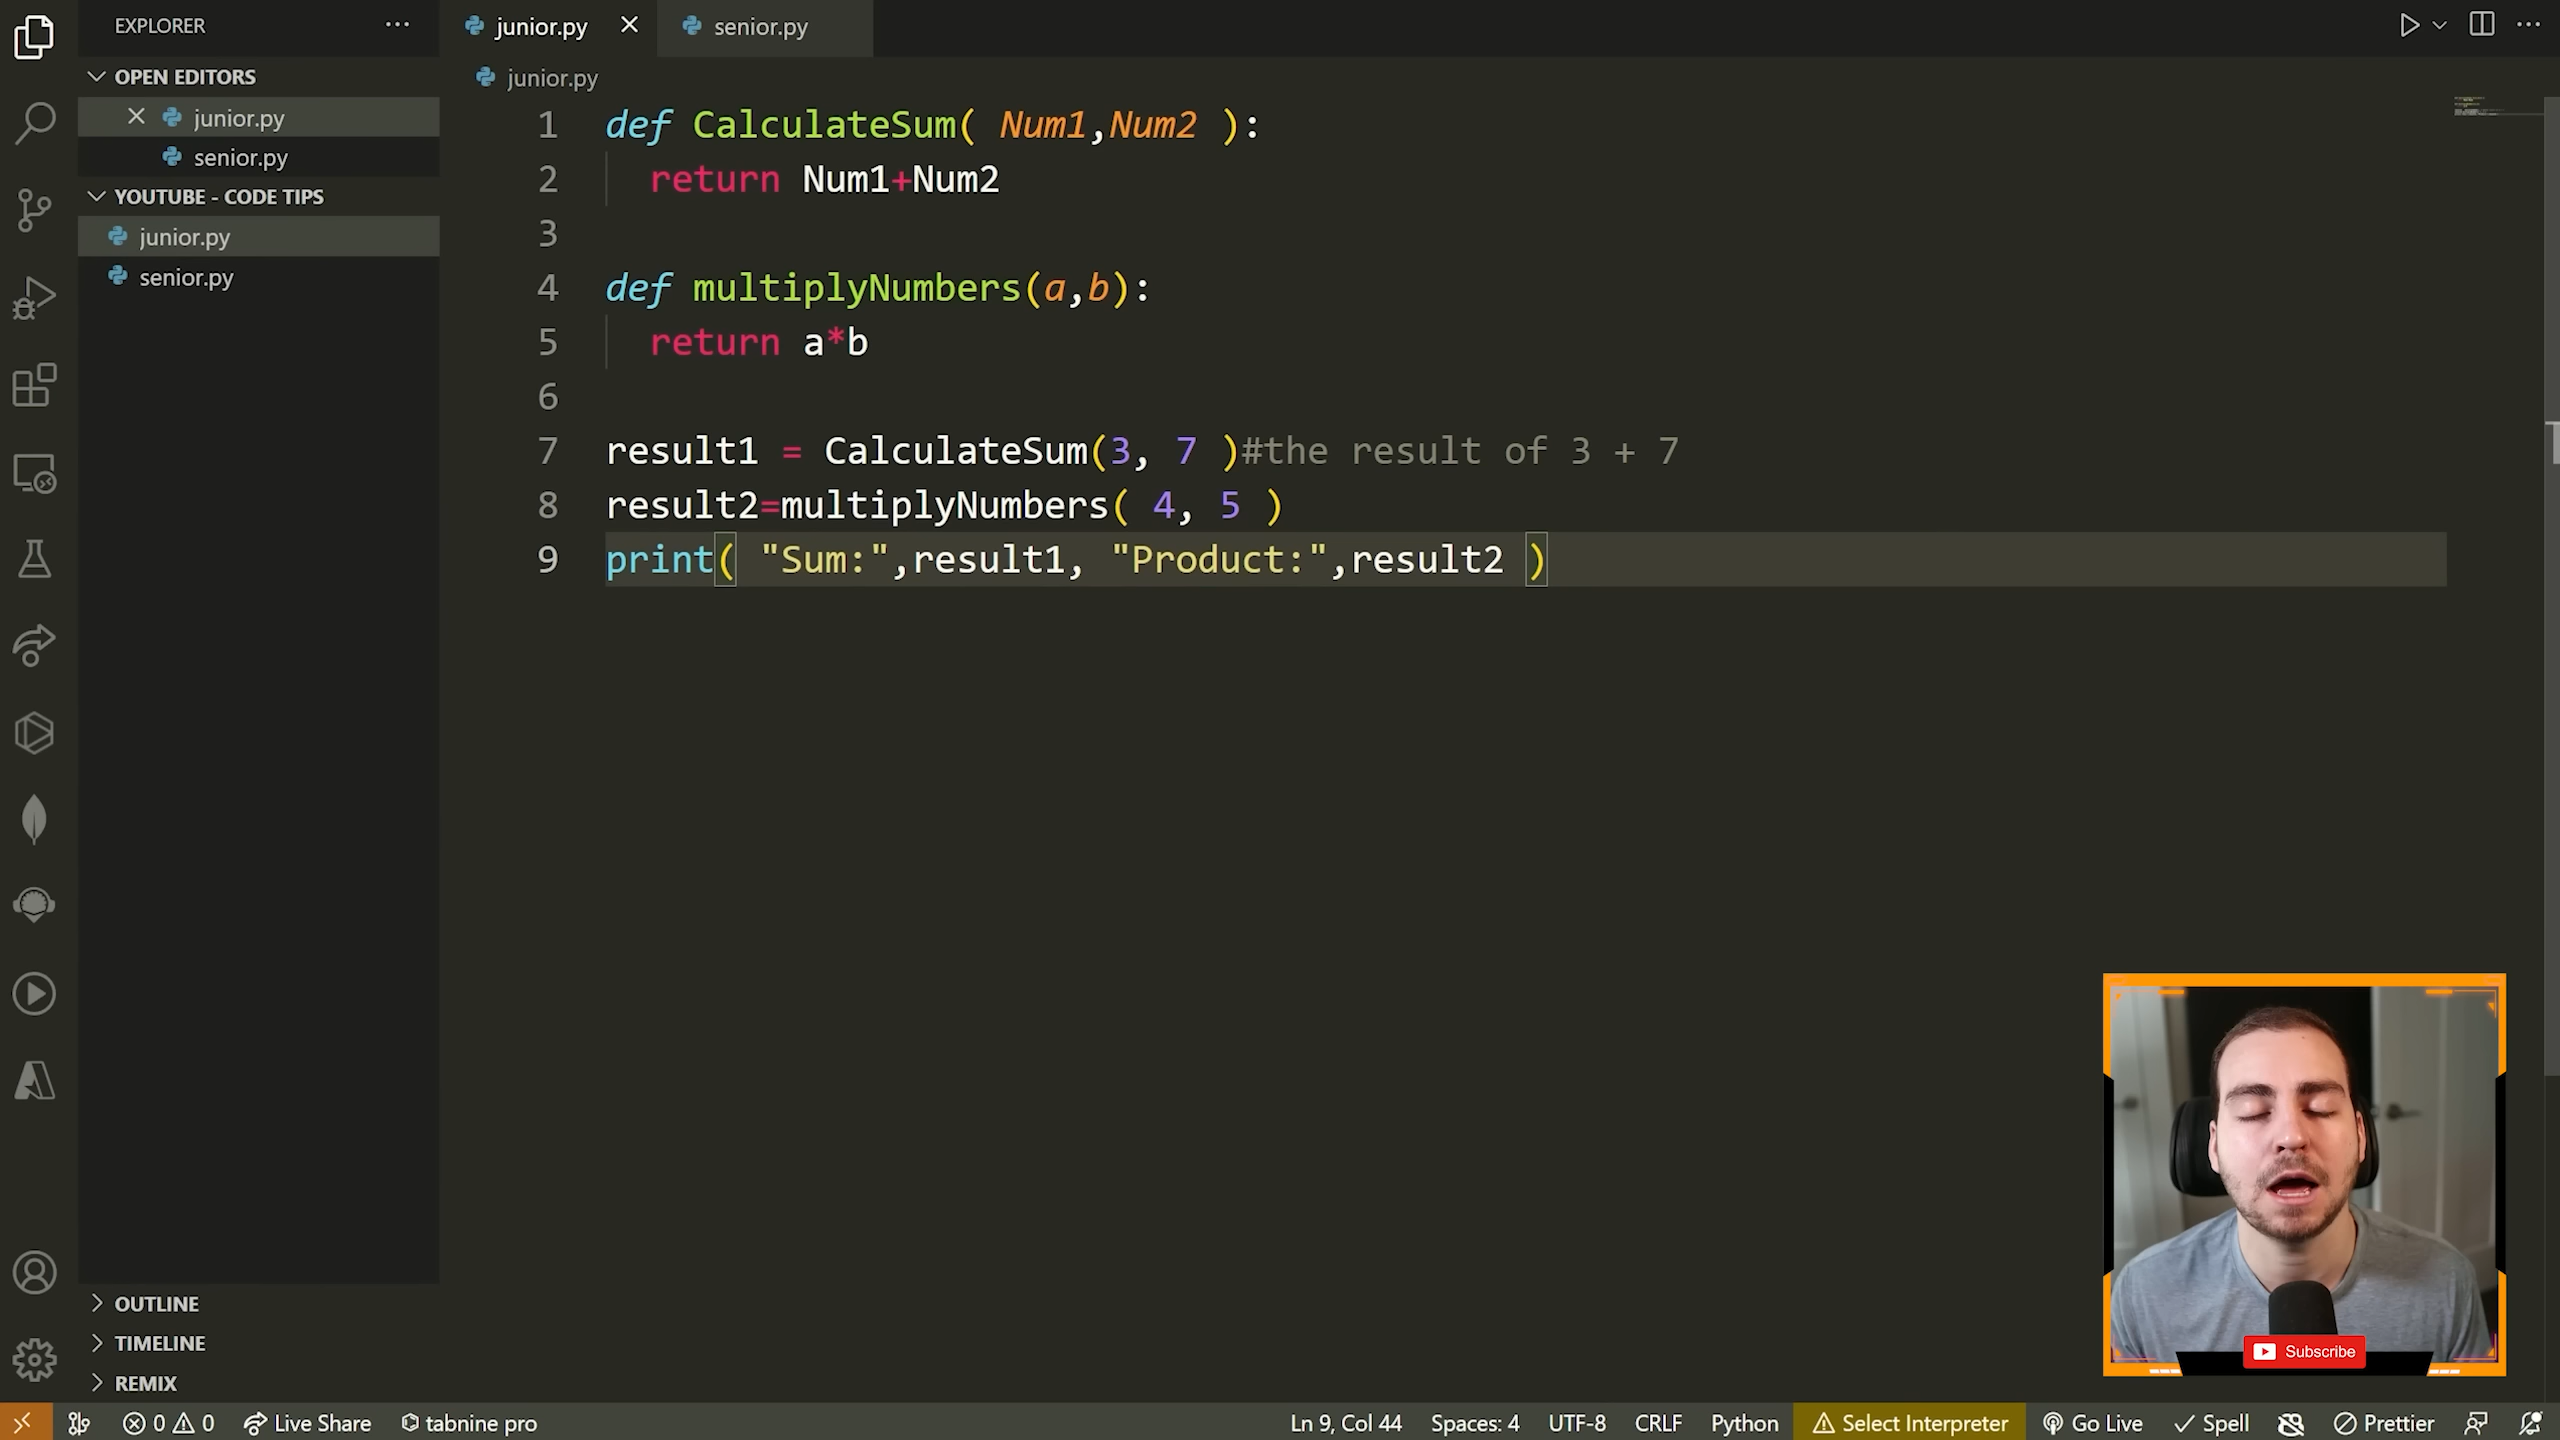 EXPLORER
OPEN EDITORS
junior.py
senior.py
YOUTUBE - CODE TIPS
junior.py
senior.py
OUTLINE
TIMELINE
REMIX
junior.py
senior.py
junior.py
1 def CalculateSum( Num1,Num2 ):
2 return Num1+Num2
3
4 def multiplyNumbers(a,b):
5 return a*b
6
7 result1 = CalculateSum(3, 7 )#the result of 3 + 7
8 result2=multiplyNumbers( 4, 5 )
9 print( "Sum:",result1, "Product:",result2 )
Subscribe
0 0 Live Share tabnine pro Ln 9, Col 44 Spaces: 4 UTF-8 CRLF Python Select Interpreter Go Live Spell Prettier